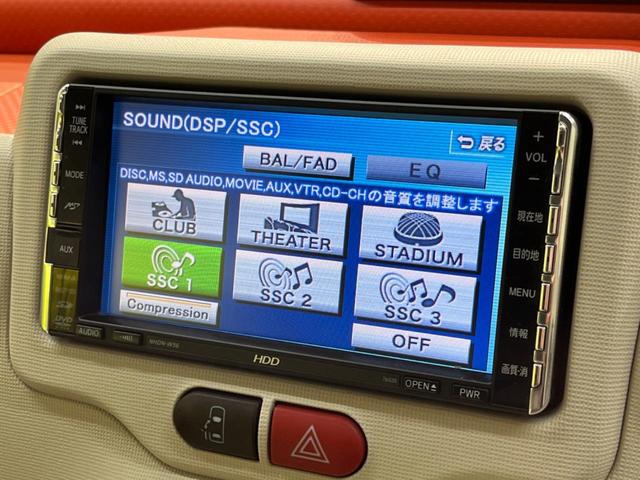 SOUND(DSP/SSC)
戻る
BAL/FAD
EQ
DISC,MS,SD AUDIO,MOVIE,AUX,VTR,CD-CHの音質を調整します
CLUB
THEATER
STADIUM
SSC 1
SSC 2
SSC 3
Compression
OFF
TUNE
TRACK
MODE
AUX
AUDIO
NHDN-W56
HDD
OPEN
PWR
+
VOL
−
現在地
目的地
MENU
情報
画質·消